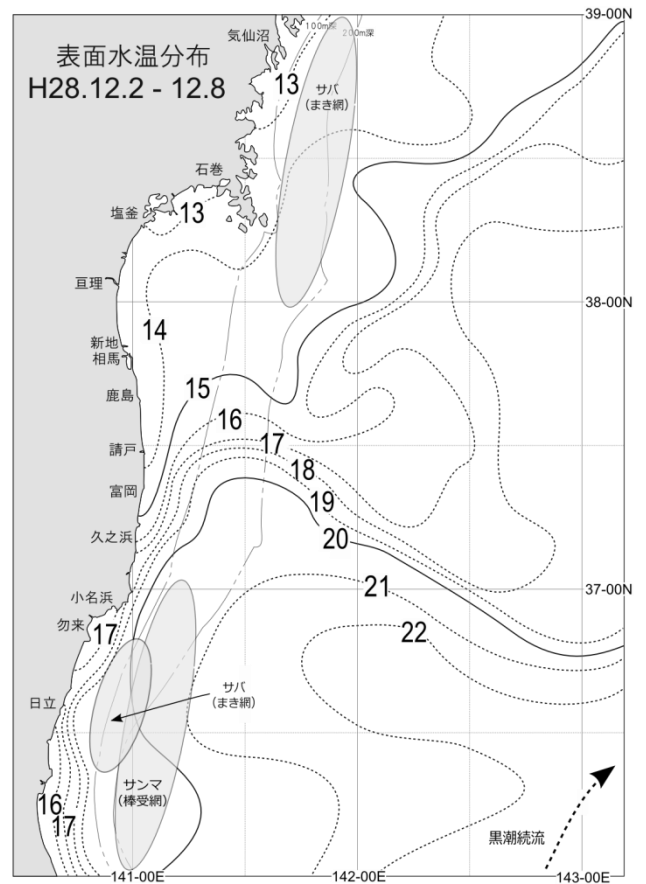 39-00N
100m深
200m深
気仙沼
表面水温分布
H28.12.2 - 12.8
13
サバ
(まき網)
石巻
塩釜
13
亘理
38-00N
14
新地
相馬
15
鹿島
16
17
請戸
18
富岡
19
久之浜
20
21
37-00N
小名浜
勿来
17
22
サバ
(まき網)
日立
サンマ
(棒受網)
16
17
黒潮続流
141-00E
142-00E
143-00E